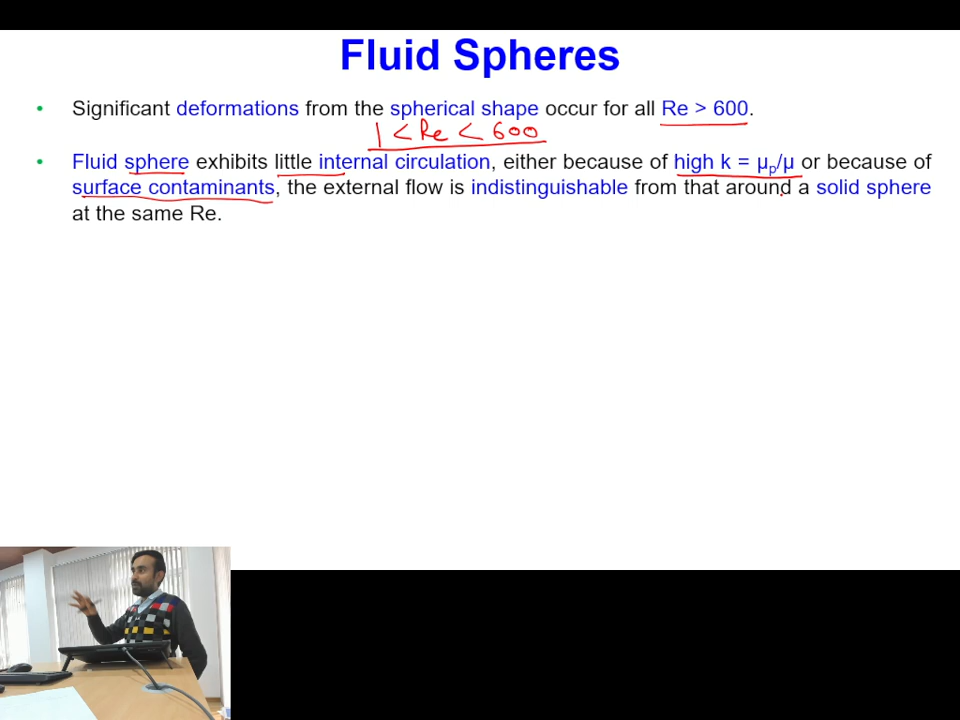 Fluid Spheres
• Significant deformations from the spherical shape occur for all Re > 600.
1 < Re < 600
• Fluid sphere exhibits little internal circulation, either because of high k = μp/μ or because of
surface contaminants, the external flow is indistinguishable from that around a solid sphere
at the same Re.